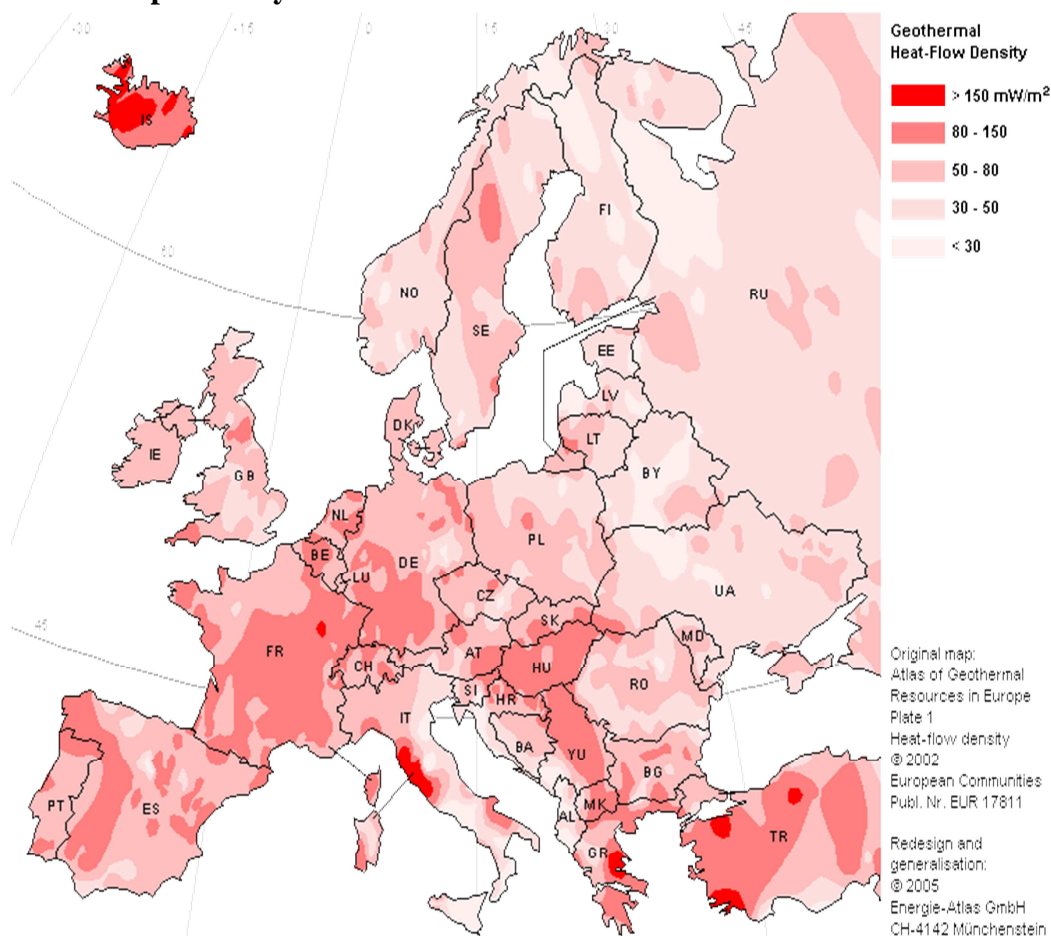 -30
-15
0
15
30
45
Geothermal
Heat-Flow Density
> 150 mW/m²
80 - 150
50 - 80
30 - 50
< 30
IS
60
FI
NO
RU
SE
EE
LV
DK
LT
IE
BY
GB
NL
PL
BE
DE
LU
CZ
UA
SK
MD
45
FR
AT
CH
HU
RO
SI
HR
IT
BA
YU
BG
PT
ES
MK
AL
TR
GR
Original map:
Atlas of Geothermal
Resources in Europe
Plate 1
Heat-flow density
© 2002
European Communities
Publ. Nr. EUR 17811
Redesign and
generalisation:
© 2005
Energie-Atlas GmbH
CH-4142 Münchenstein